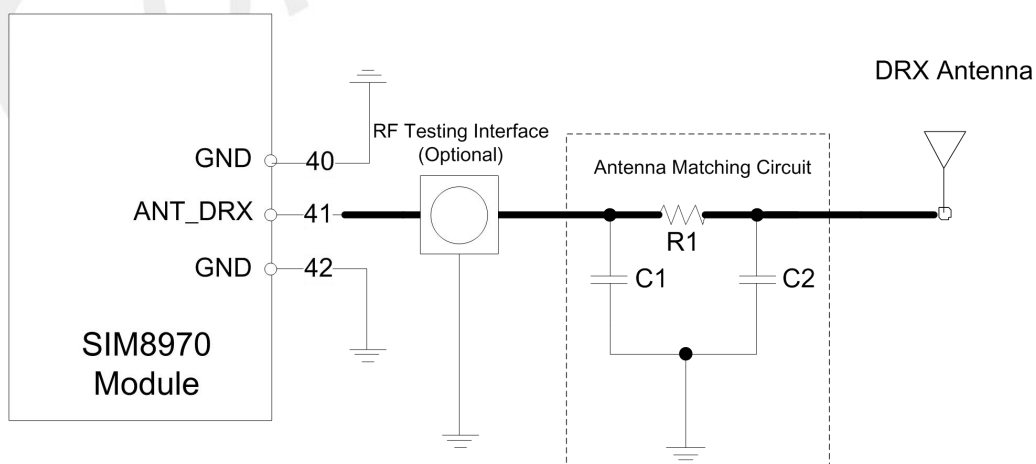 DRX Antenna
RF Testing Interface
(Optional)
Antenna Matching Circuit
GND 40
ANT_DRX 41
GND 42
R1
C1
C2
SIM8970
Module